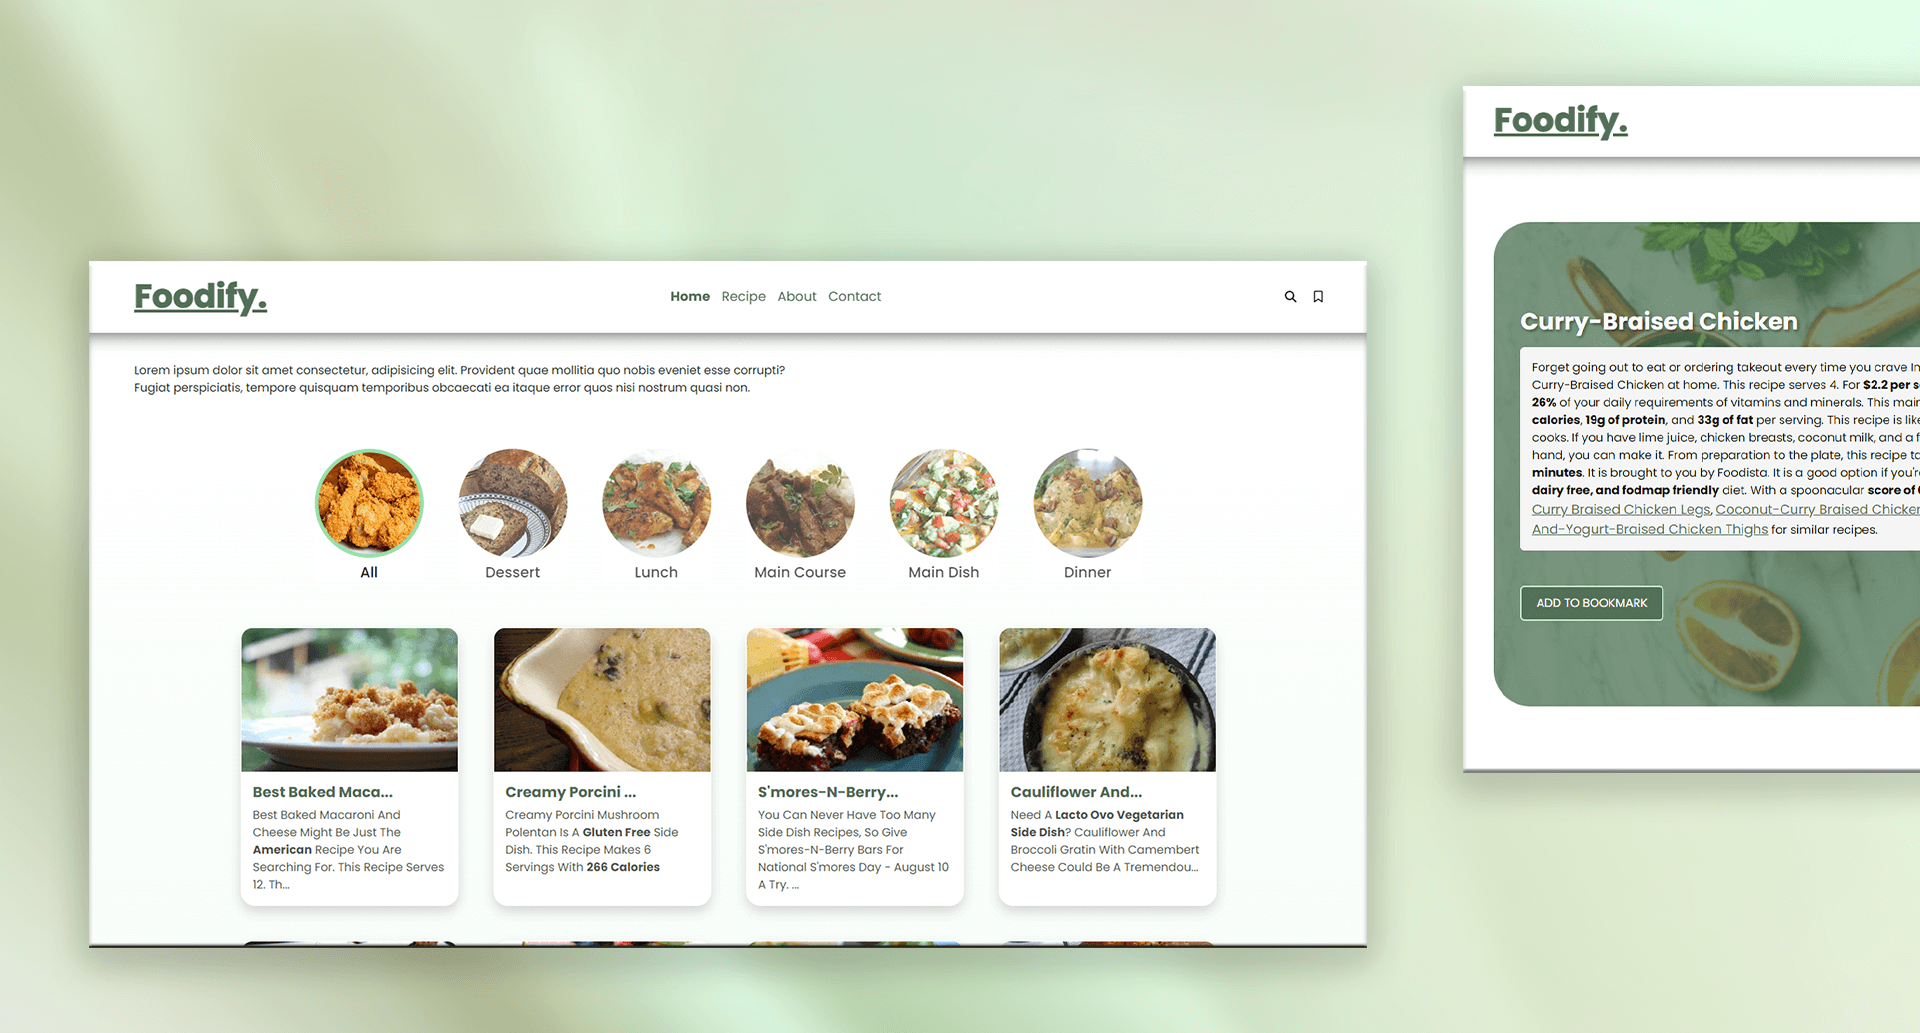 Foodify.
Home Recipe About Contact
Lorem ipsum dolor sit amet consectetur, adipisicing elit. Provident quae mollitia quo nobis eveniet esse corrupti?
Fugiat perspiciatis, tempore quisquam temporibus obcaecati ea itaque error quos nisi nostrum quasi non.
All
Dessert
Lunch
Main Course
Main Dish
Dinner
Best Baked Maca...
Best Baked Macaroni And
Cheese Might Be Just The
American Recipe You Are
Searching For. This Recipe Serves
12. Th...
Creamy Porcini ...
Creamy Porcini Mushroom
Polentan Is A Gluten Free Side
Dish. This Recipe Makes 6
Servings With 266 Calories
S'mores-N-Berry...
You Can Never Have Too Many
Side Dish Recipes, So Give
S'mores-N-Berry Bars For
National S'mores Day - August 10
A Try. ...
Cauliflower And...
Need A Lacto Ovo Vegetarian
Side Dish? Cauliflower And
Broccoli Gratin With Camembert
Cheese Could Be A Tremendou...
Foodify.
Curry-Braised Chicken
Forget going out to eat or ordering takeout every time you crave In
Curry-Braised Chicken at home. This recipe serves 4. For $2.2 per s
26% of your daily requirements of vitamins and minerals. This mai
calories, 19g of protein, and 33g of fat per serving. This recipe is lik
cooks. If you have lime juice, chicken breasts, coconut milk, and a f
hand, you can make it. From preparation to the plate, this recipe ta
minutes. It is brought to you by Foodista. It is a good option if you'r
dairy free, and fodmap friendly diet. With a spoonacular score of
Curry Braised Chicken Legs, Coconut-Curry Braised Chicken
And-Yogurt-Braised Chicken Thighs for similar recipes.
ADD TO BOOKMARK